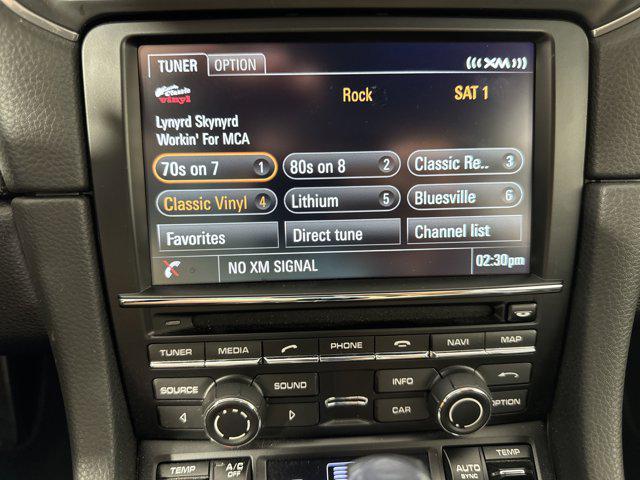 TUNER OPTION XM
vinyl Rock SAT 1
Lynyrd Skynyrd
Workin' For MCA
70s on 7 1 80s on 8 2 Classic Re.. 3
Classic Vinyl 4 Lithium 5 Bluesville 6
Favorites Direct tune Channel list
NO XM SIGNAL 02:30pm
TUNER MEDIA PHONE NAVI MAP
SOURCE SOUND INFO
CAR OPTION
TEMP A/C OFF AUTO SYNC TEMP